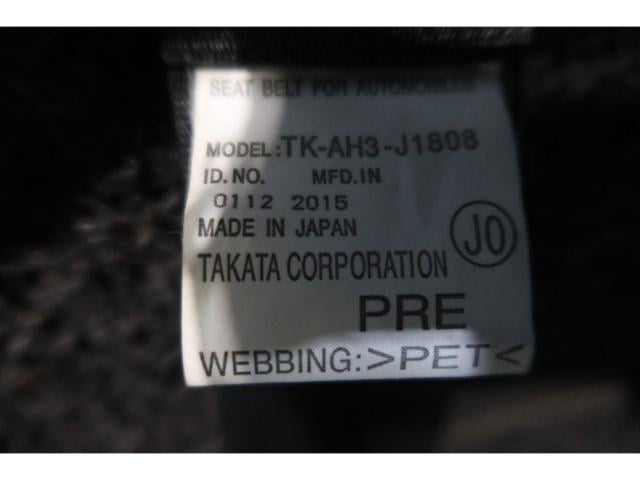 SEAT BELT FOR AUTOMOBILES
MODEL:TK-AH3-J1808
ID.NO. MFD.IN
0112 2015
MADE IN JAPAN
JO
TAKATA CORPORATION
PRE
WEBBING:>PET<